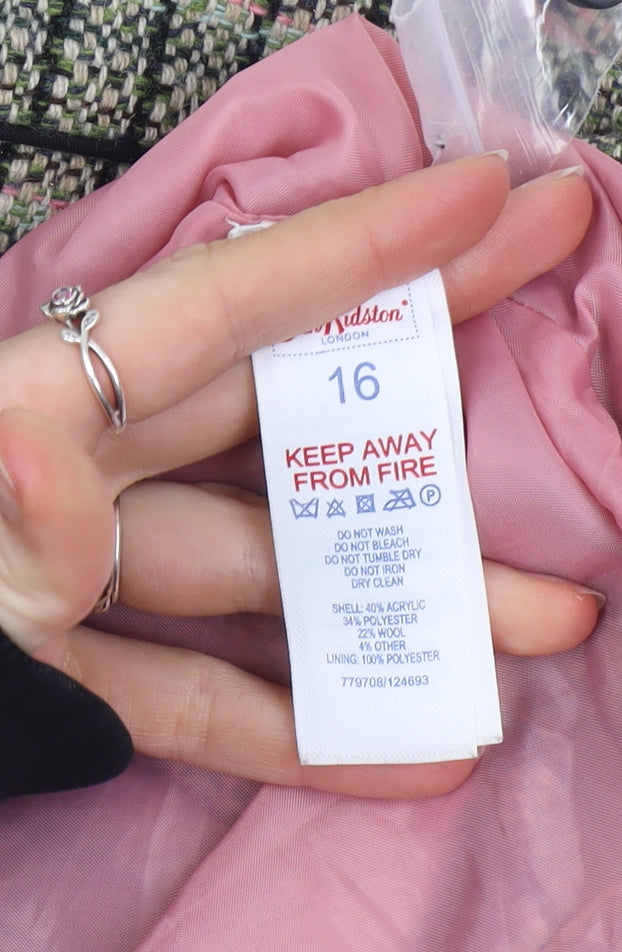 Kidston
LONDON
16
KEEP AWAY
FROM FIRE
P
DO NOT WASH
DO NOT BLEACH
DO NOT TUMBLE DRY
DO NOT IRON
DRY CLEAN
SHELL: 40% ACRYLIC
34% POLYESTER
22% WOOL
4% OTHER
LINING: 100% POLYESTER
779708/124693